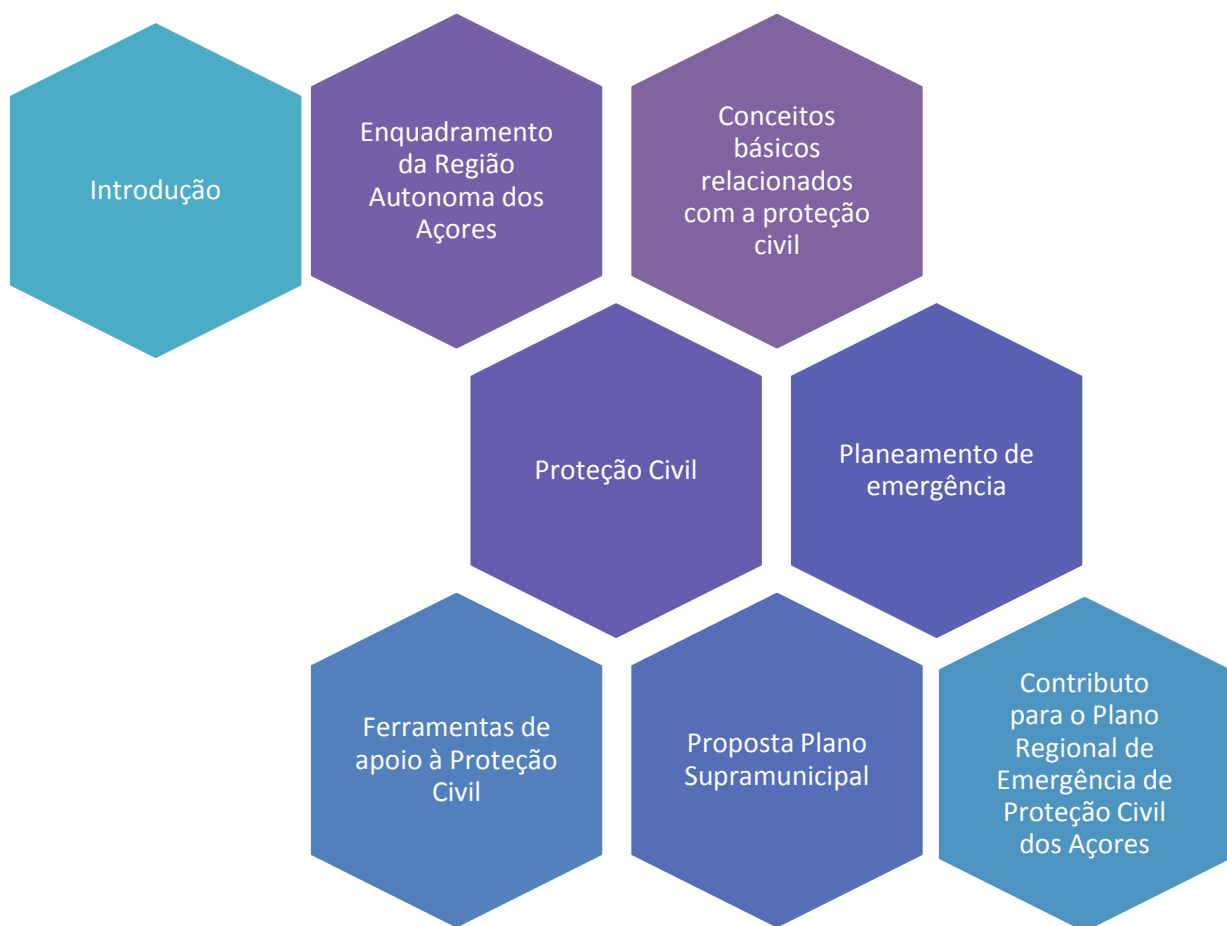 Introdução
Enquadramento
da Região
Autonoma dos
Açores
Conceitos
básicos
relacionados
com a proteção
civil
Proteção Civil
Planeamento de
emergência
Ferramentas de
apoio à Proteção
Civil
Proposta Plano
Supramunicipal
Contributo
para o Plano
Regional de
Emergência de
Proteção Civil
dos Açores